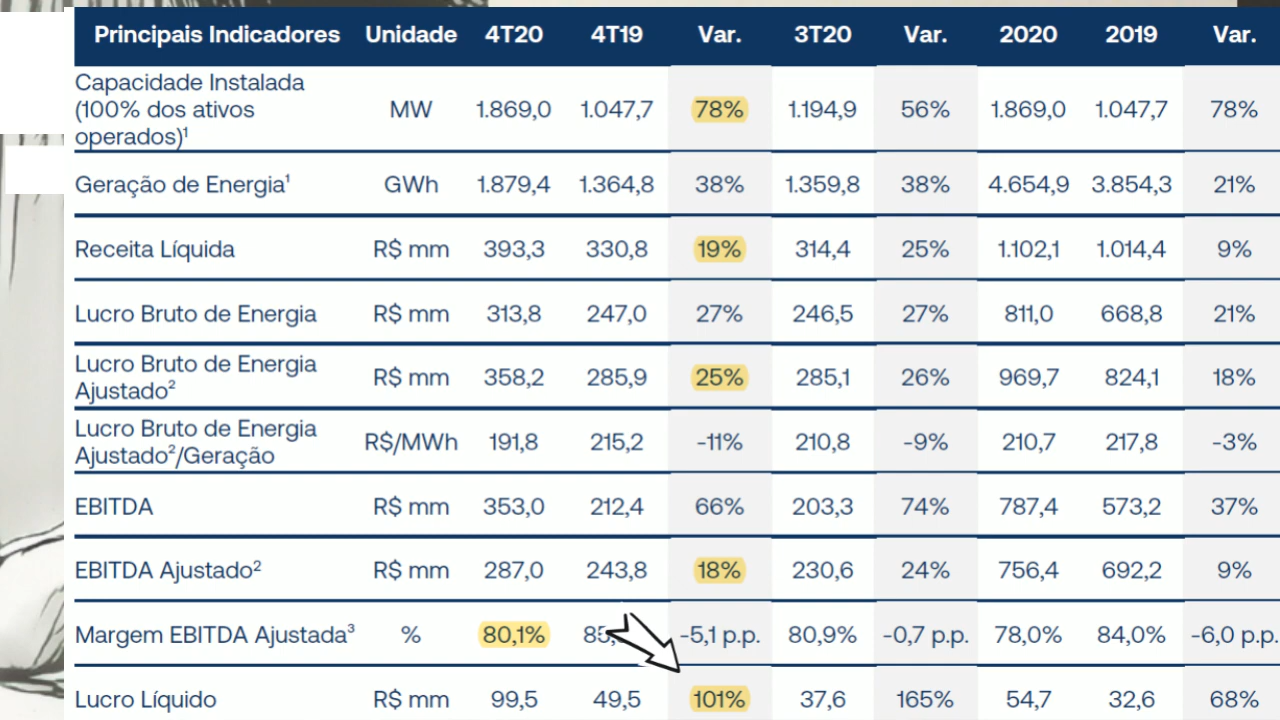 Principais Indicadores Unidade 4T20 4T19 Var. 3T20 Var. 2020 2019 Var.
Capacidade Instalada
(100% dos ativos MW 1.869,0 1.047,7 78% 1.194,9 56% 1.869,0 1.047,7 78%
operados)¹
Geração de Energia¹ GWh 1.879,4 1.364,8 38% 1.359,8 38% 4.654,9 3.854,3 21%
Receita Líquida R$ mm 393,3 330,8 19% 314,4 25% 1.102,1 1.014,4 9%
Lucro Bruto de Energia R$ mm 313,8 247,0 27% 246,5 27% 811,0 668,8 21%
Lucro Bruto de Energia
Ajustado² R$ mm 358,2 285,9 25% 285,1 26% 969,7 824,1 18%
Lucro Bruto de Energia
Ajustado²/Geração R$/MWh 191,8 215,2 -11% 210,8 -9% 210,7 217,8 -3%
EBITDA R$ mm 353,0 212,4 66% 203,3 74% 787,4 573,2 37%
EBITDA Ajustado² R$ mm 287,0 243,8 18% 230,6 24% 756,4 692,2 9%
Margem EBITDA Ajustada³ % 80,1% -5,1 p.p. 80,9% -0,7 p.p. 78,0% 84,0% -6,0 p.p.
Lucro Líquido R$ mm 99,5 49,5 101% 37,6 165% 54,7 32,6 68%